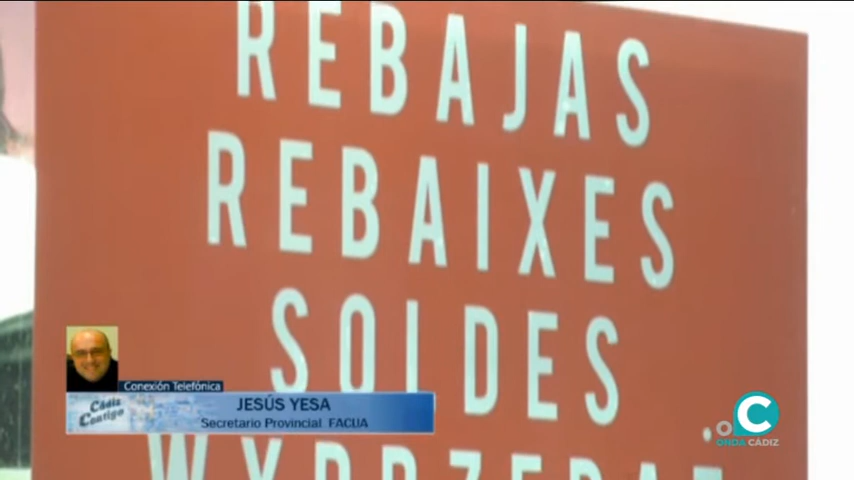 REBAJAS
REBAIXES
SOLDES
Conexión Telefónica
Cádiz
Contigo
JESÚS YESA
Secretario Provincial FACUA
ONDA CÁDIZ